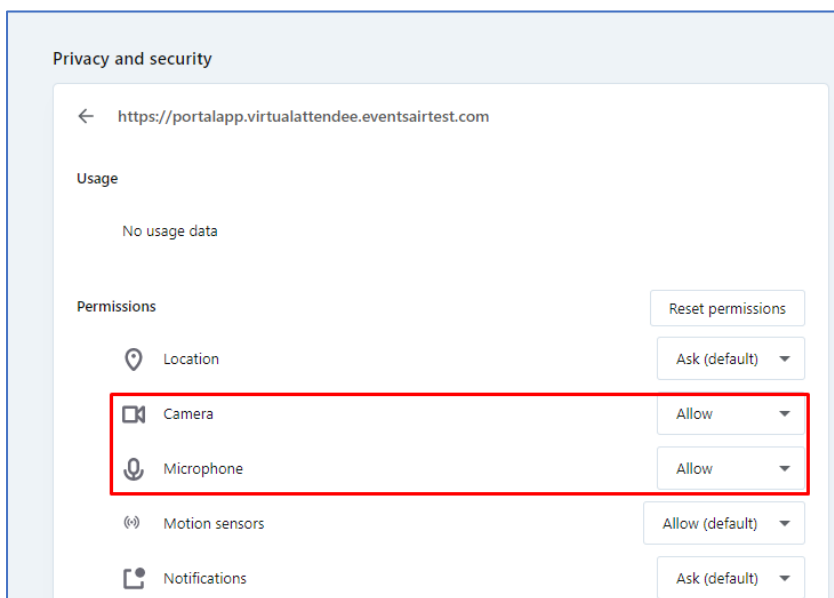 Privacy and security
https://portalapp.virtualattendee.eventsairtest.com
Usage
No usage data
Permissions
Reset permissions
Location Ask (default)
Camera Allow
Microphone Allow
Motion sensors Allow (default)
Notifications Ask (default)